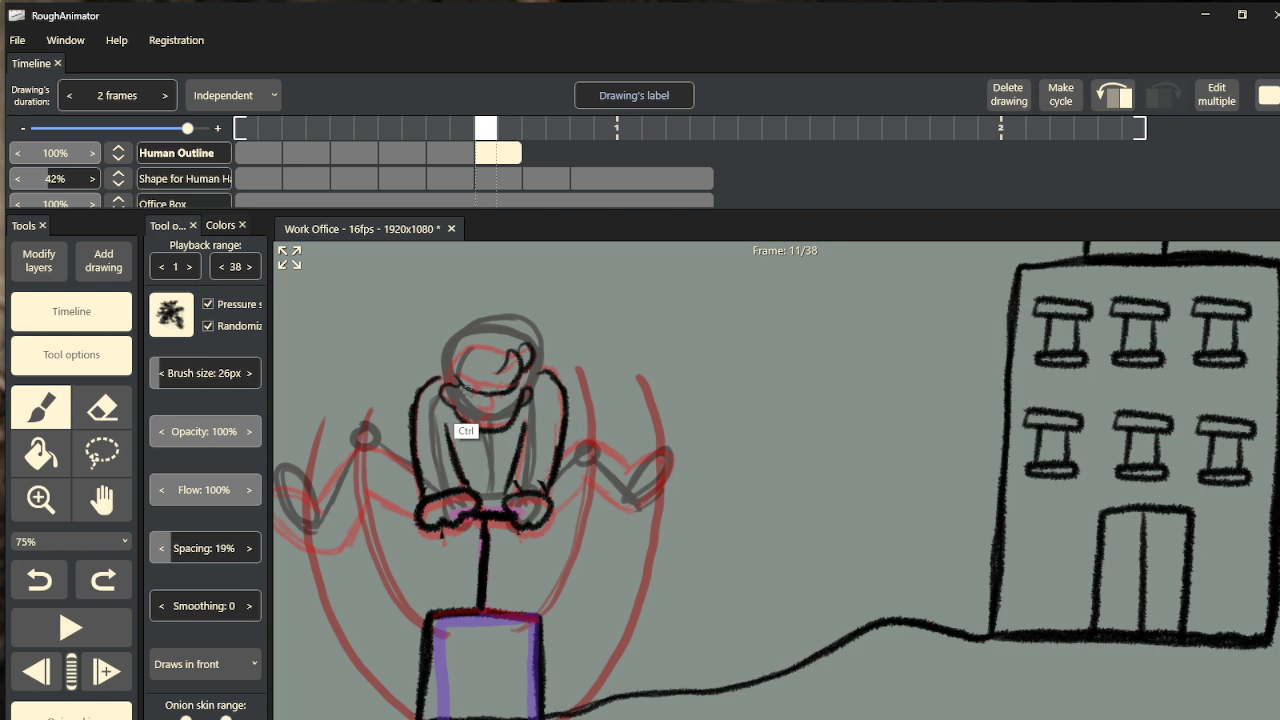 RoughAnimator
File Window Help Registration
Timeline
Drawing's duration:
2 frames
Independent
Drawing's label
Delete drawing
Make cycle
Edit multiple
- +
1 2
100% Human Outline
42% Shape for Human H
100% Office Box
Tools
Tool o...
Colors
Work Office - 16fps - 1920x1080 *
Modify layers
Add drawing
Playback range:
< 1 > < 38 >
Frame: 11/38
Timeline
Pressure s
Randomiz
Tool options
Brush size: 26px
Ctrl
Opacity: 100%
Flow: 100%
75%
Spacing: 19%
Smoothing: 0
Draws in front
Onion skin range: